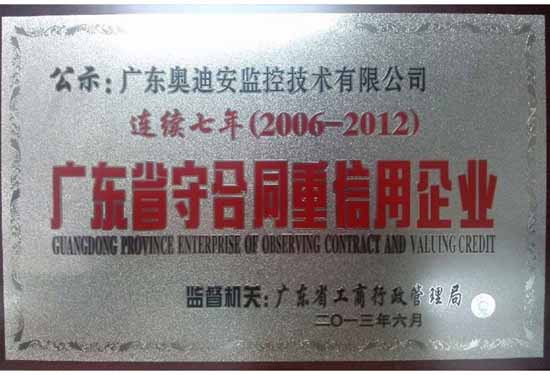 公示：广东奥迪安监控技术有限公司
连续七年(2006-2012)
广东省守合同重信用企业
GUANGDONG PROVINCE ENTERPRISE OF OBSERVING CONTRACT AND VALUING CREDIT
监督机关：广东省工商行政管理局
二〇一三年六月